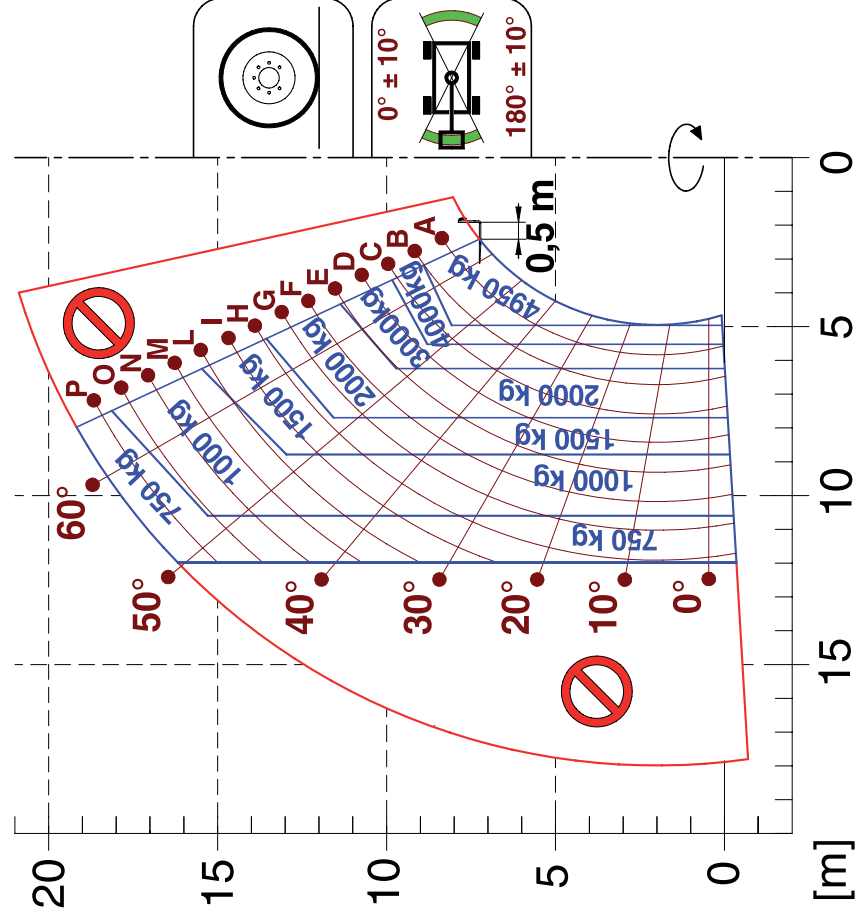 0° ± 10°
180° ± 10°
0,5 m
A
B
C
D
E
F
G
H
I
L
M
N
O
P
4950 kg
4000kg
3000kg
2000 kg
1500 kg
1000 kg
750 kg
2000 kg
1500 kg
1000 kg
750 kg
60°
50°
40°
30°
20°
10°
0°
0
5
10
15
20
15
10
5
0
[m]